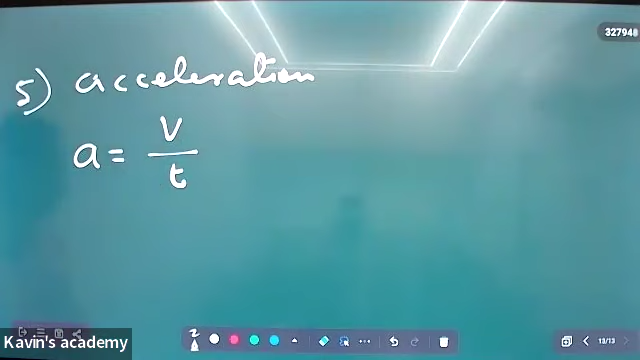 327948
5) acceleration
a = V/t
Kavin's academy
13/13